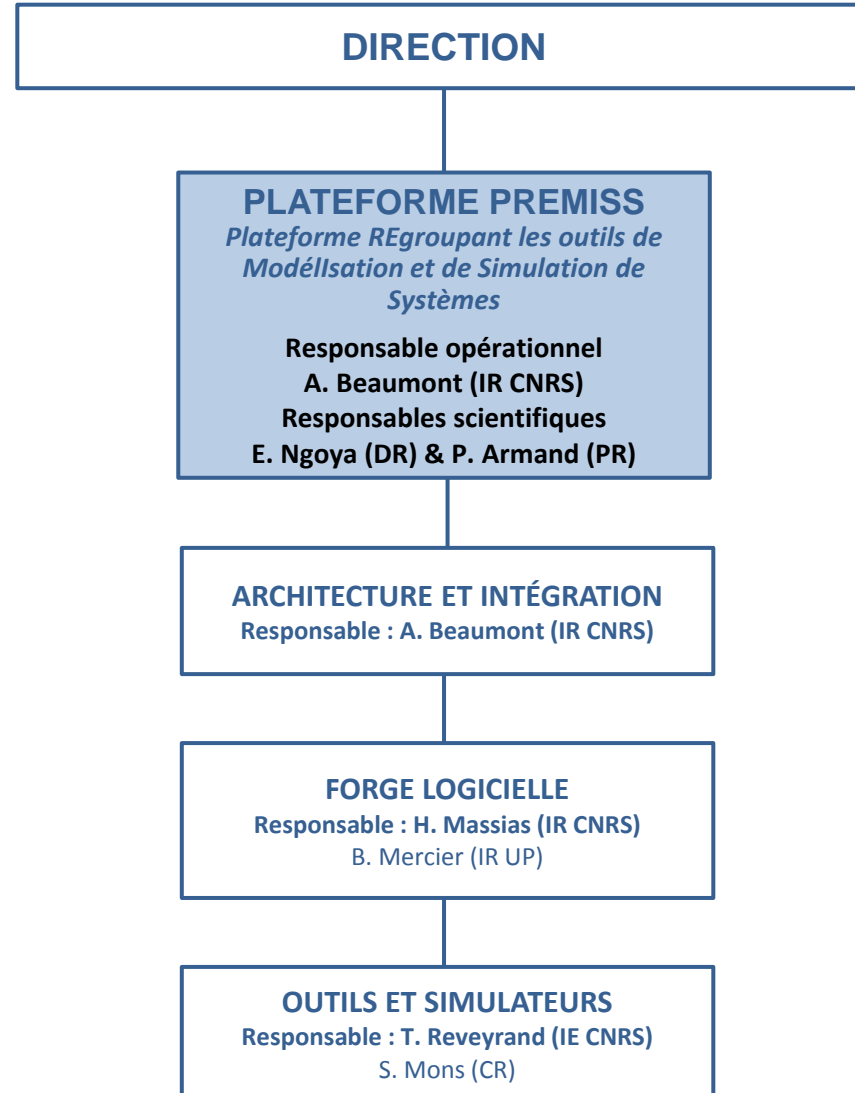 DIRECTION
PLATEFORME PREMISS
Plateforme REgroupant les outils de
ModélIsation et de Simulation de
Systèmes
Responsable opérationnel
A. Beaumont (IR CNRS)
Responsables scientifiques
E. Ngoya (DR) & P. Armand (PR)
ARCHITECTURE ET INTÉGRATION
Responsable : A. Beaumont (IR CNRS)
FORGE LOGICIELLE
Responsable : H. Massias (IR CNRS)
B. Mercier (IR UP)
OUTILS ET SIMULATEURS
Responsable : T. Reveyrand (IE CNRS)
S. Mons (CR)